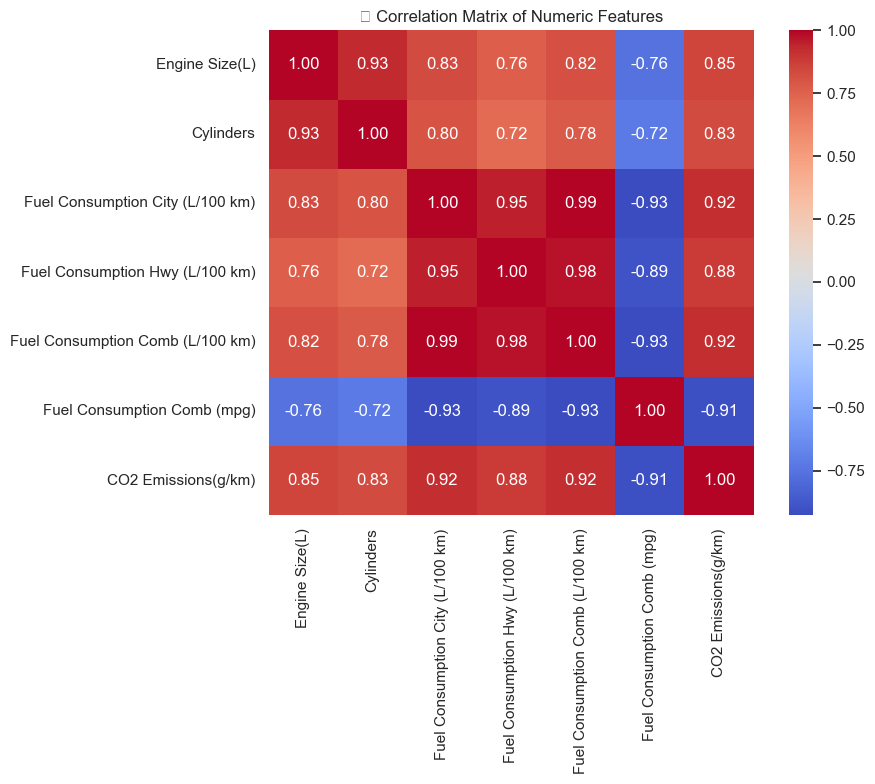 ▯ Correlation Matrix of Numeric Features
Engine Size(L) 1.00 0.93 0.83 0.76 0.82 -0.76 0.85
Cylinders 0.93 1.00 0.80 0.72 0.78 -0.72 0.83
Fuel Consumption City (L/100 km) 0.83 0.80 1.00 0.95 0.99 -0.93 0.92
Fuel Consumption Hwy (L/100 km) 0.76 0.72 0.95 1.00 0.98 -0.89 0.88
Fuel Consumption Comb (L/100 km) 0.82 0.78 0.99 0.98 1.00 -0.93 0.92
Fuel Consumption Comb (mpg) -0.76 -0.72 -0.93 -0.89 -0.93 1.00 -0.91
CO2 Emissions(g/km) 0.85 0.83 0.92 0.88 0.92 -0.91 1.00
Engine Size(L)
Cylinders
Fuel Consumption City (L/100 km)
Fuel Consumption Hwy (L/100 km)
Fuel Consumption Comb (L/100 km)
Fuel Consumption Comb (mpg)
CO2 Emissions(g/km)
1.00
0.75
0.50
0.25
0.00
−0.25
−0.50
−0.75